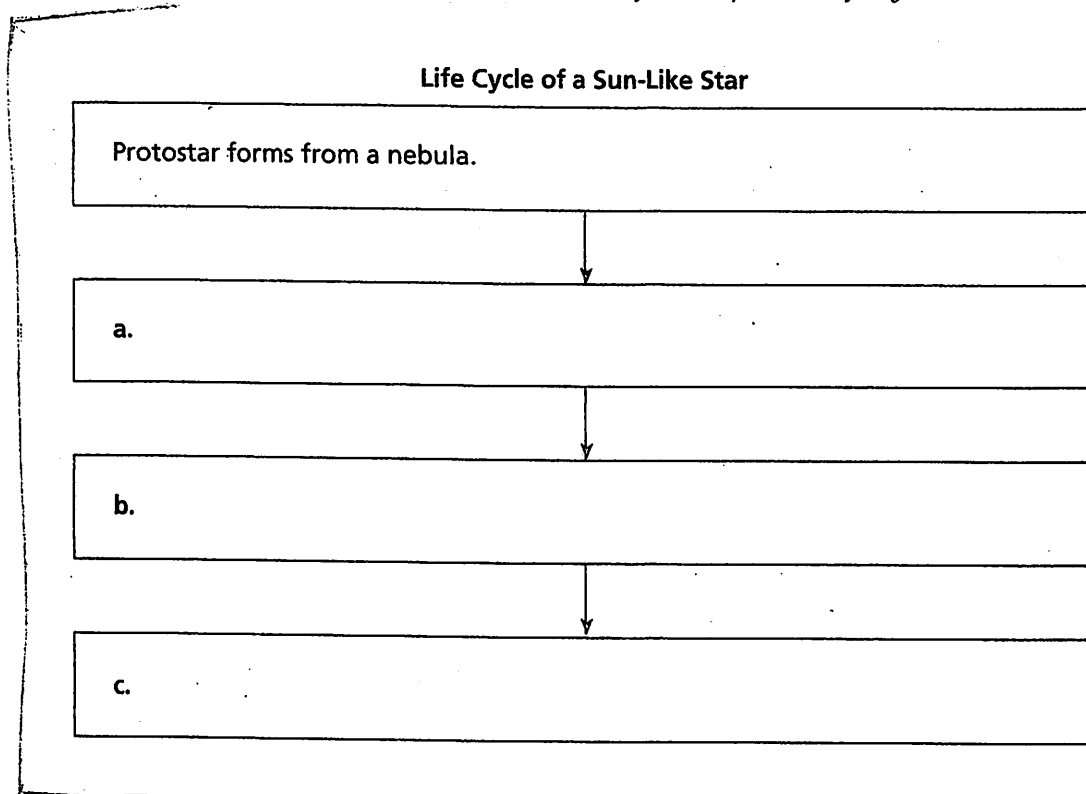 Life Cycle of a Sun-Like Star
Protostar forms from a nebula.
a.
b.
c.